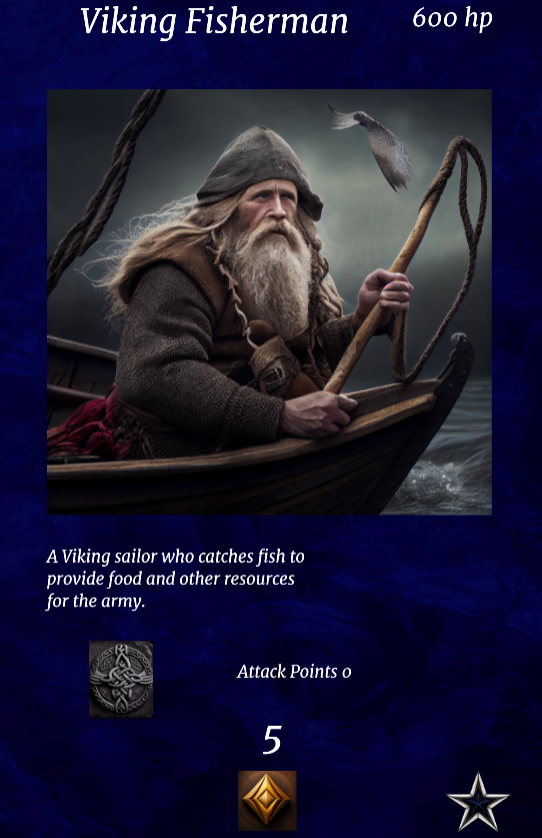 Viking Fisherman
600 hp
A Viking sailor who catches fish to
provide food and other resources
for the army.
Attack Points 0
5